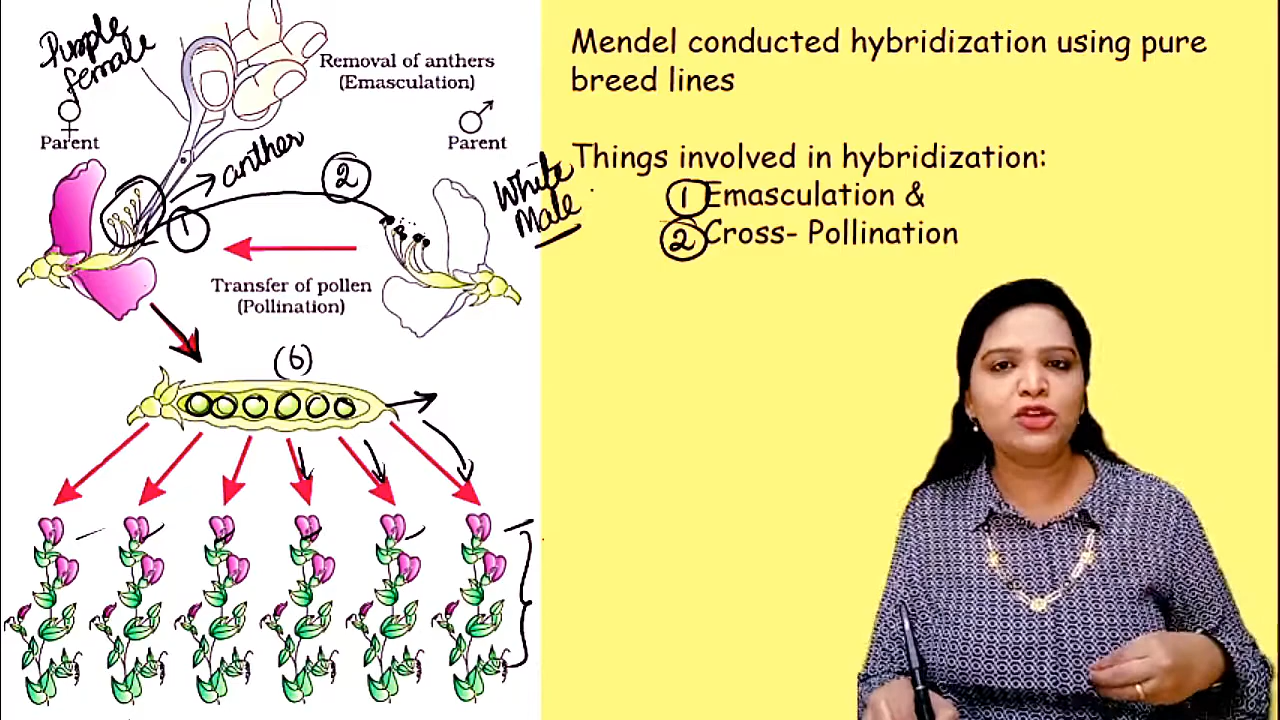 Purple
female
Removal of anthers
(Emasculation)
♀
Parent
♂
Parent
anther
2
1
White
Male
Transfer of pollen
(Pollination)
(6)
Mendel conducted hybridization using pure
breed lines
Things involved in hybridization:
1 Emasculation &
2 Cross- Pollination